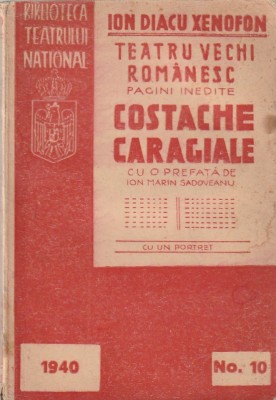 BIBLIOTECA
TEATRULUI
NATIONAL
ION DIACU XENOFON
TEATRU VECHI
ROMÂNESC
PAGINI INEDITE
COSTACHE
CARAGIALE
CU O PREFAȚĂ DE
ION MARIN SADOVEANU
CU UN PORTRET
1940
No. 10